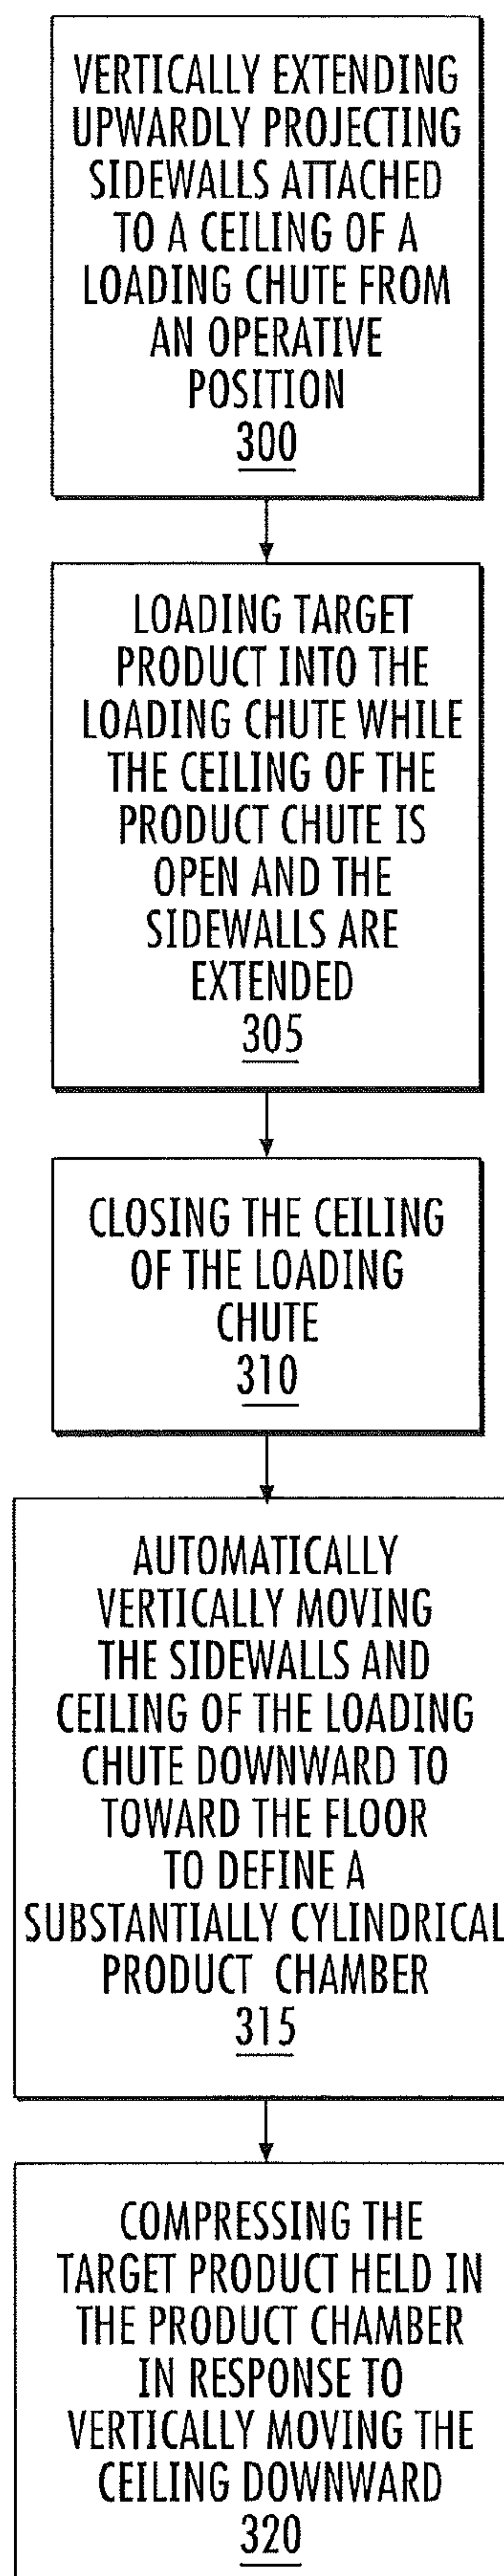 VERTICALLY EXTENDING
UPWARDLY PROJECTING
SIDEWALLS ATTACHED
TO A CEILING OF A
LOADING CHUTE FROM
AN OPERATIVE
POSITION
300
LOADING TARGET
PRODUCT INTO THE
LOADING CHUTE WHILE
THE CEILING OF THE
PRODUCT CHUTE IS
OPEN AND THE
SIDEWALLS ARE
EXTENDED
305
CLOSING THE CEILING
OF THE LOADING
CHUTE
310
AUTOMATICALLY
VERTICALLY MOVING
THE SIDEWALLS AND
CEILING OF THE LOADING
CHUTE DOWNWARD TO
TOWARD THE FLOOR
TO DEFINE A
SUBSTANTIALLY CYLINDRICAL
PRODUCT CHAMBER
315
COMPRESSING THE
TARGET PRODUCT HELD IN
THE PRODUCT CHAMBER
IN RESPONSE TO
VERTICALLY MOVING THE
CEILING DOWNWARD
320